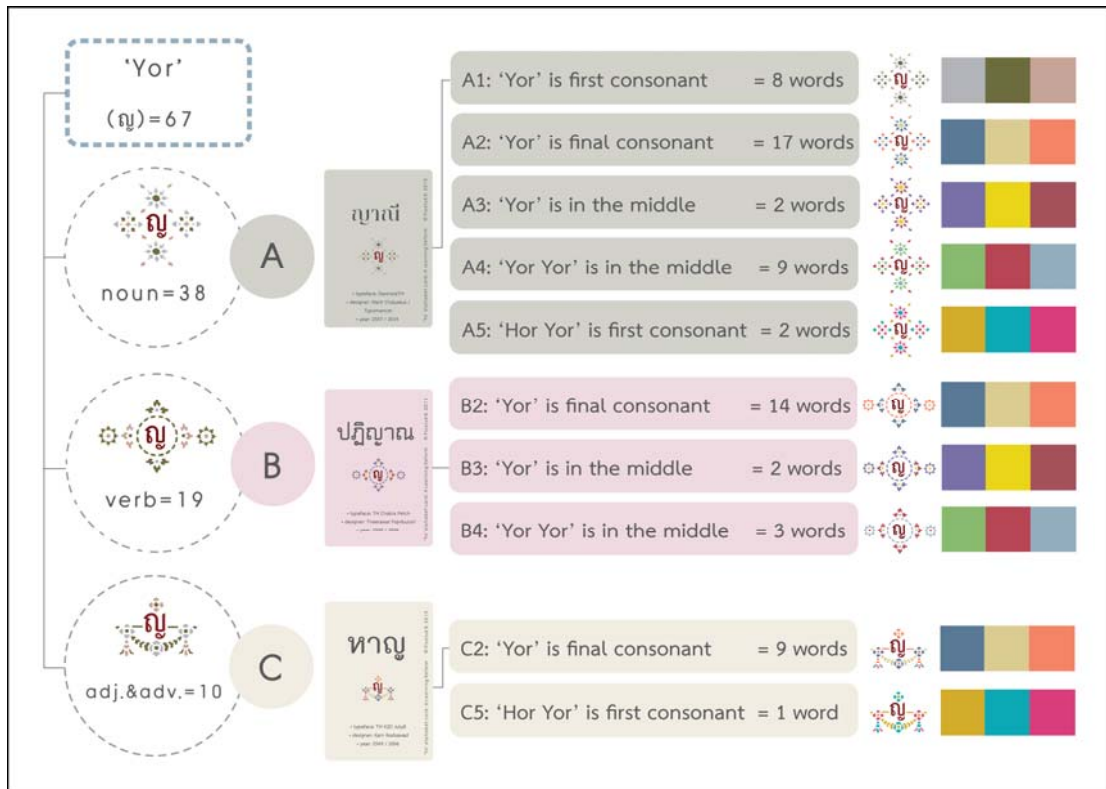 'Yor'
(ญ)=67
ญ
noun=38
A
ญาณี
ญ
• year:
A1: 'Yor' is first consonant = 8 words
ญ
A2: 'Yor' is final consonant = 17 words
ญ
A3: 'Yor' is in the middle = 2 words
ญ
A4: 'Yor Yor' is in the middle = 9 words
ญ
A5: 'Hor Yor' is first consonant = 2 words
ญ
ญ
verb=19
B
ปฏิญาณ
ญ
B2: 'Yor' is final consonant = 14 words
ญ
B3: 'Yor' is in the middle = 2 words
ญ
B4: 'Yor Yor' is in the middle = 3 words
ญ
ญ
adj.&adv.=10
C
หาญ
ญ
C2: 'Yor' is final consonant = 9 words
ญ
C5: 'Hor Yor' is first consonant = 1 word
ญ